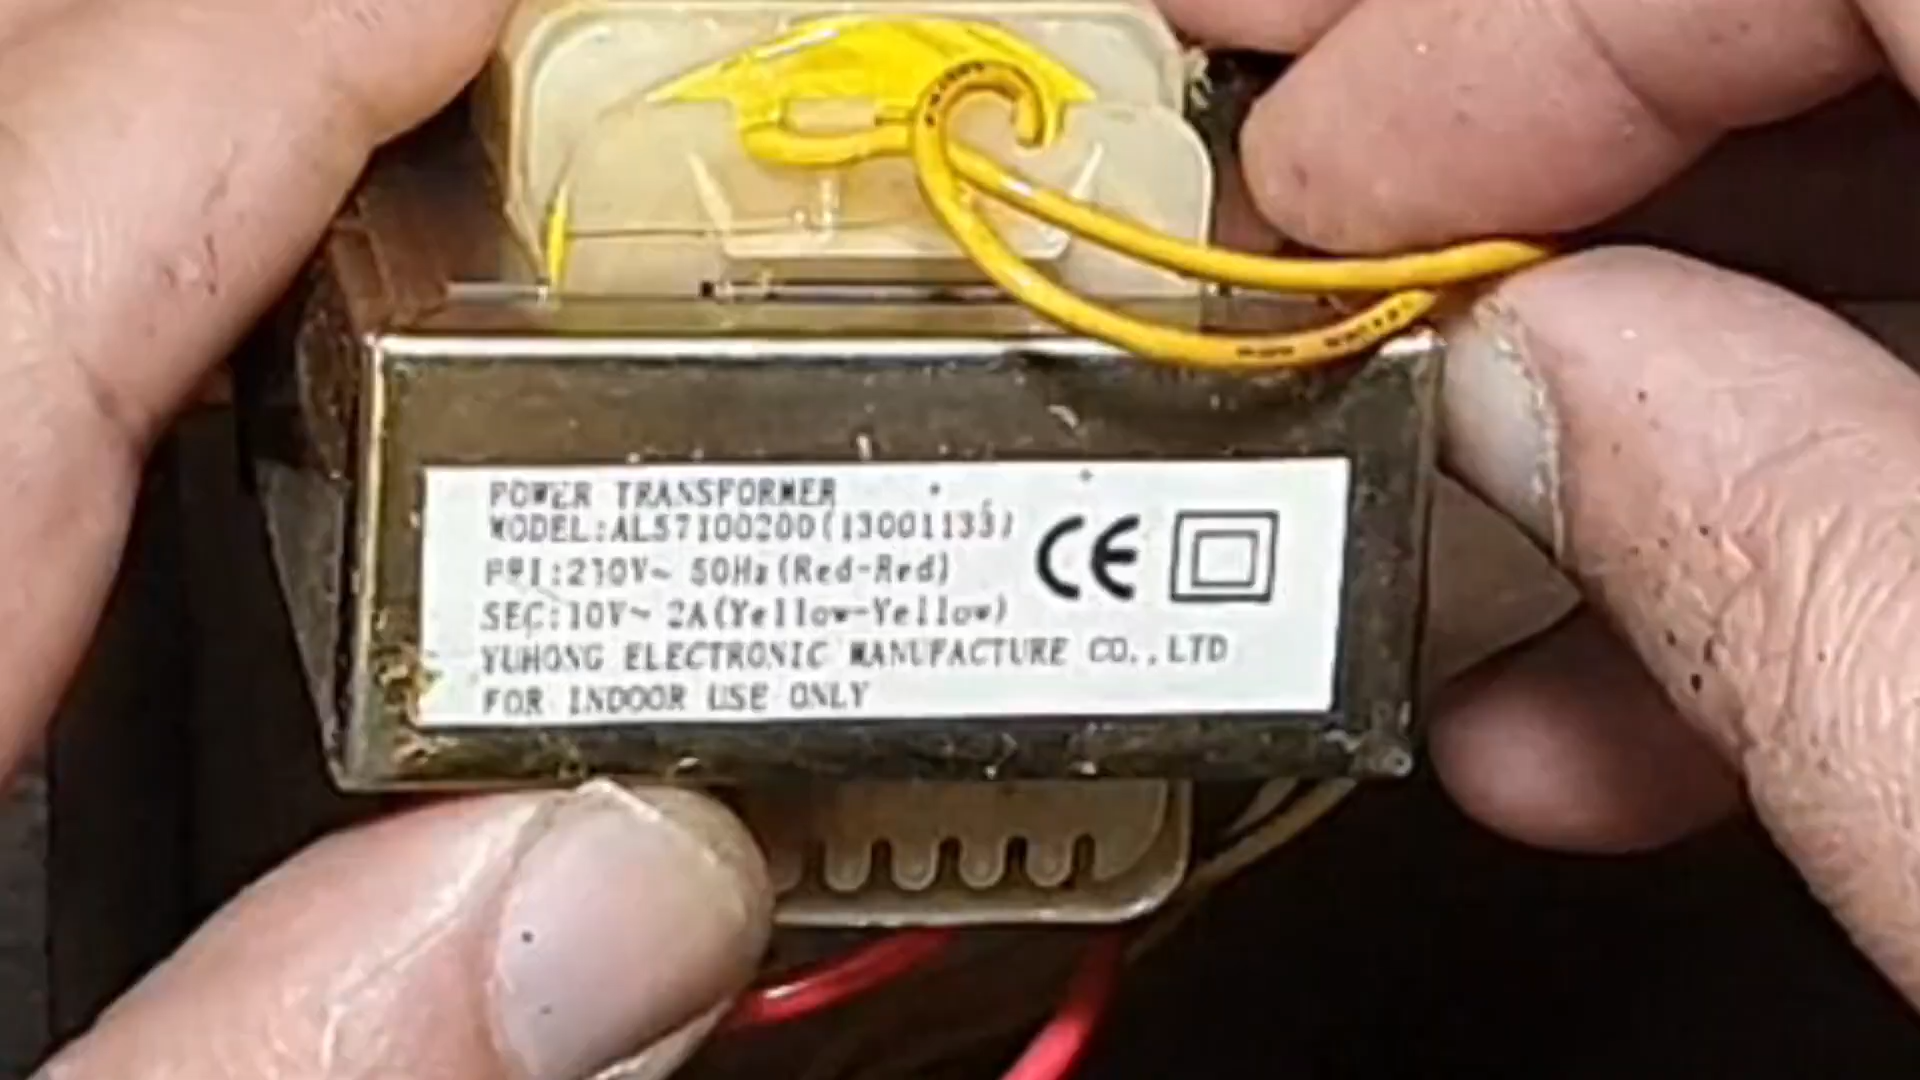 POWER TRANSFORMER
MODEL:AL57100200(13001133)
PRI:230V~ 50Hz(Red-Red)
SEC:10V~ 2A(Yellow-Yellow)
YUHONG ELECTRONIC MANUFACTURE CO.,LTD
FOR INDOOR USE ONLY
CE